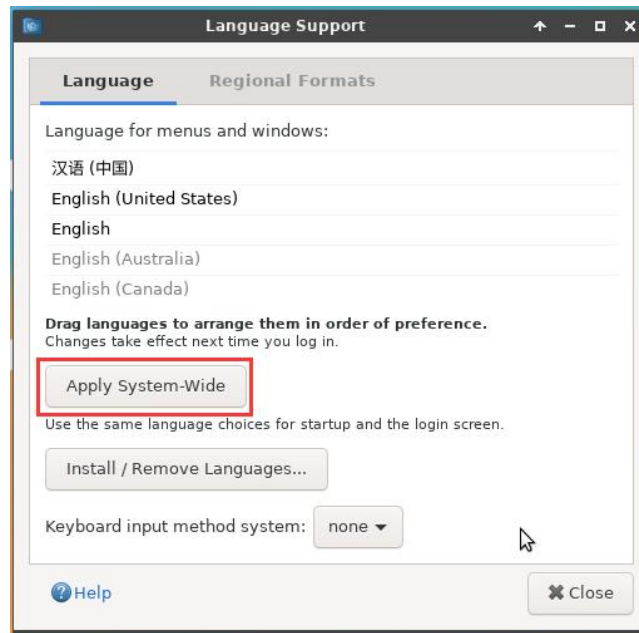 Language Support
Language Regional Formats
Language for menus and windows:
汉语 (中国)
English (United States)
English
English (Australia)
English (Canada)
Drag languages to arrange them in order of preference.
Changes take effect next time you log in.
Apply System-Wide
Use the same language choices for startup and the login screen.
Install / Remove Languages...
Keyboard input method system: none
Help Close